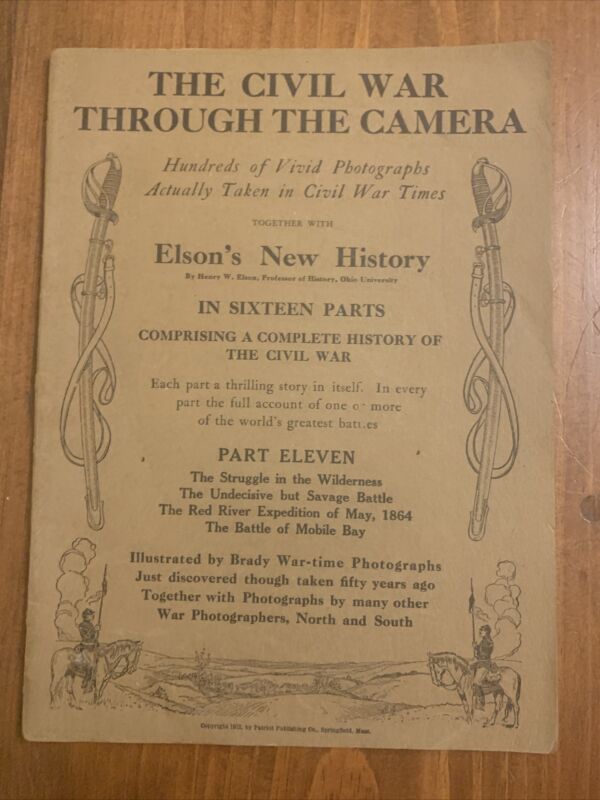 THE CIVIL WAR
THROUGH THE CAMERA
Hundreds of Vivid Photographs
Actually Taken in Civil War Times
TOGETHER WITH
Elson's New History
By Henry W. Elson, Professor of History, Ohio University
IN SIXTEEN PARTS
COMPRISING A COMPLETE HISTORY OF
THE CIVIL WAR
Each part a thrilling story in itself. In every
part the full account of one or more
of the world's greatest battles
PART ELEVEN
The Struggle in the Wilderness
The Undecisive but Savage Battle
The Red River Expedition of May, 1864
The Battle of Mobile Bay
Illustrated by Brady War-time Photographs
Just discovered though taken fifty years ago
Together with Photographs by many other
War Photographers, North and South
Copyright 1912, by Patriot Publishing Co., Springfield, Mass.